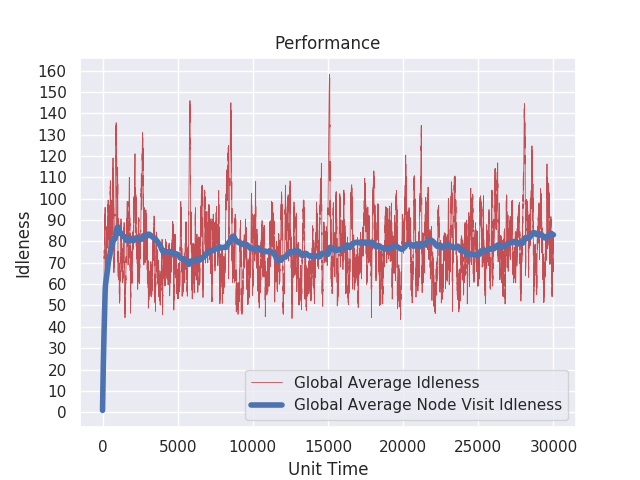 Performance
160
150
140
130
120
110
100
90
80
70
60
50
40
30
20
10
0
Idleness
Global Average Idleness
Global Average Node Visit Idleness
0 5000 10000 15000 20000 25000 30000
Unit Time